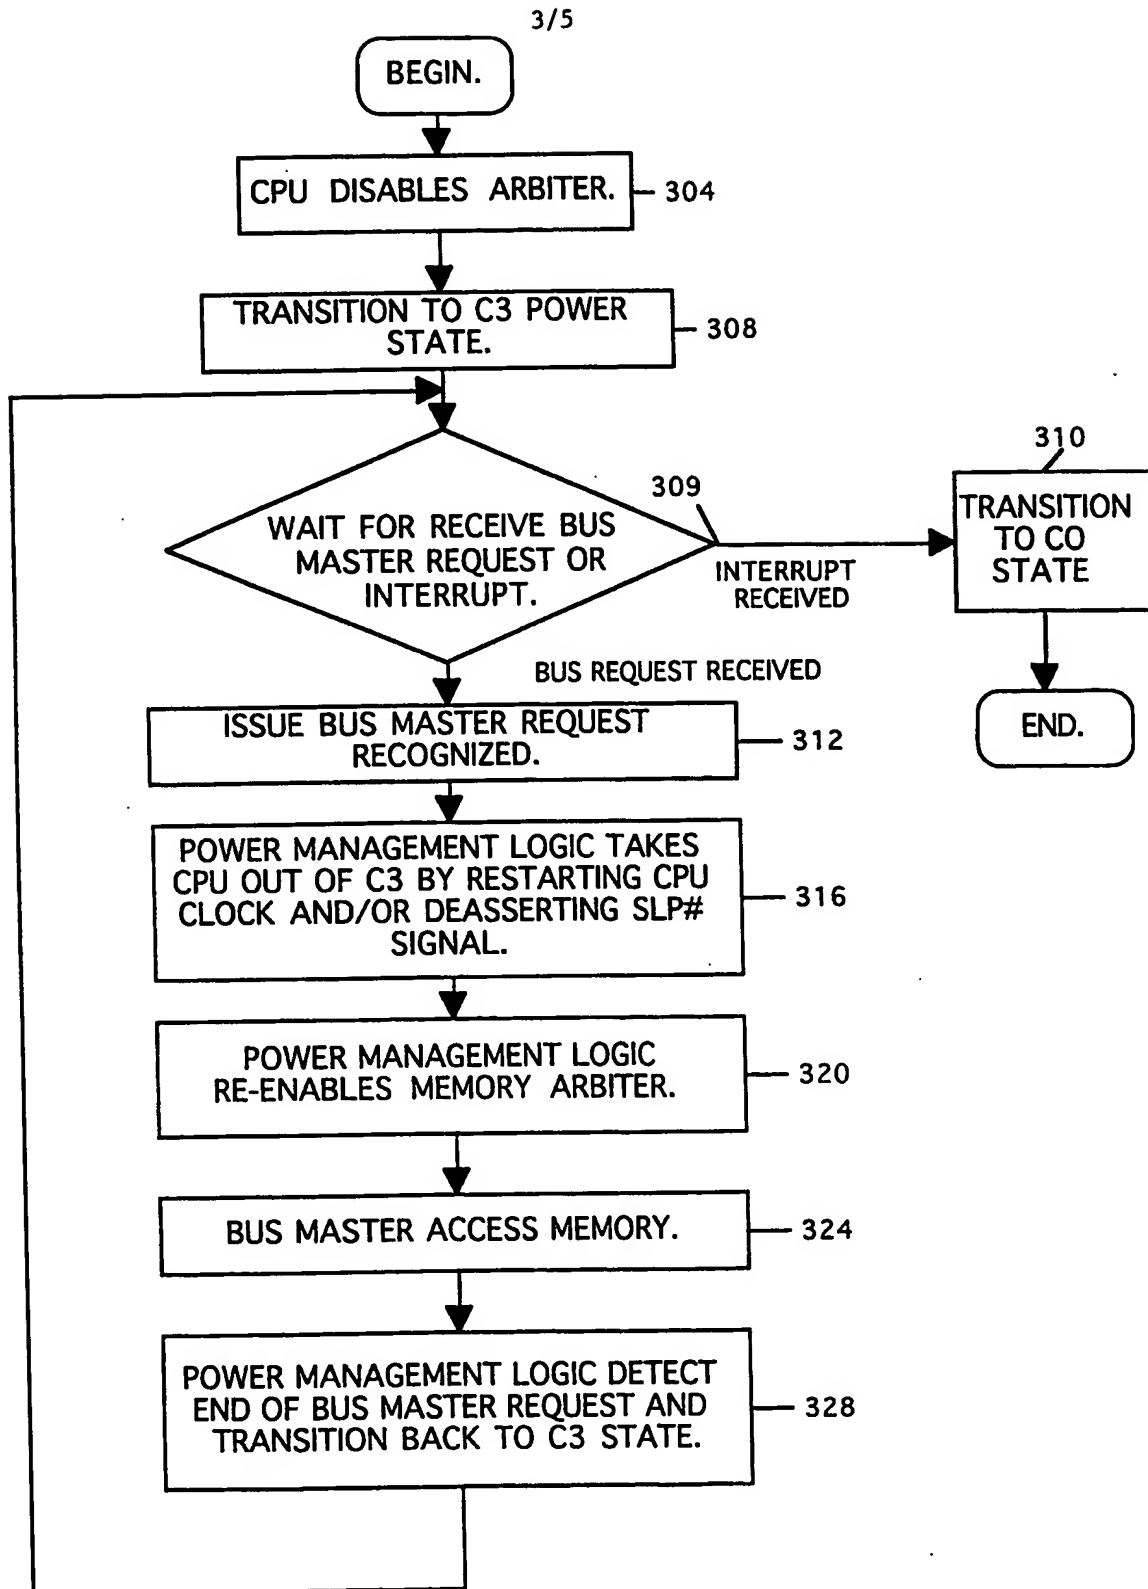 3/5
BEGIN.
CPU DISABLES ARBITER.
304
TRANSITION TO C3 POWER
STATE.
308
WAIT FOR RECEIVE BUS
MASTER REQUEST OR
INTERRUPT.
309
INTERRUPT
RECEIVED
310
TRANSITION
TO CO
STATE
END.
BUS REQUEST RECEIVED
ISSUE BUS MASTER REQUEST
RECOGNIZED.
312
POWER MANAGEMENT LOGIC TAKES
CPU OUT OF C3 BY RESTARTING CPU
CLOCK AND/OR DEASSERTING SLP#
SIGNAL.
316
POWER MANAGEMENT LOGIC
RE-ENABLES MEMORY ARBITER.
320
BUS MASTER ACCESS MEMORY.
324
POWER MANAGEMENT LOGIC DETECT
END OF BUS MASTER REQUEST AND
TRANSITION BACK TO C3 STATE.
328